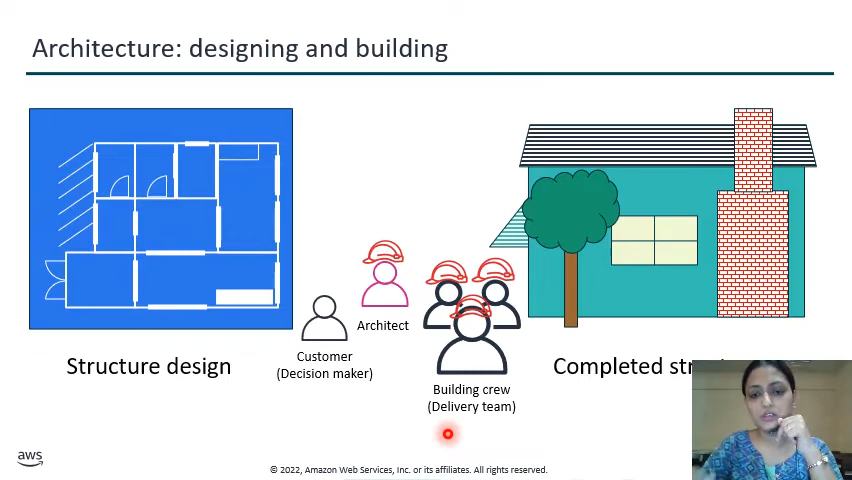 Architecture: designing and building
Architect
Customer
(Decision maker)
Structure design
Building crew
(Delivery team)
Completed
aws
© 2022, Amazon Web Services, Inc. or its affiliates. All rights reserved.